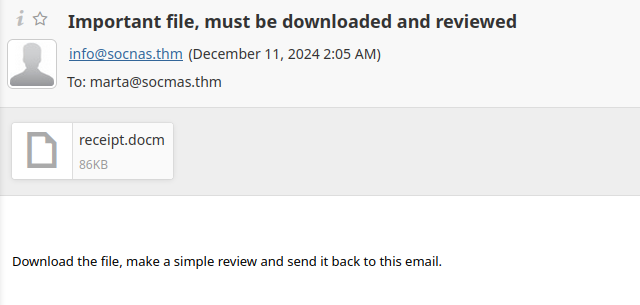 Important file, must be downloaded and reviewed
info@socnas.thm (December 11, 2024 2:05 AM)
To: marta@socmas.thm
receipt.docm
86KB
Download the file, make a simple review and send it back to this email.